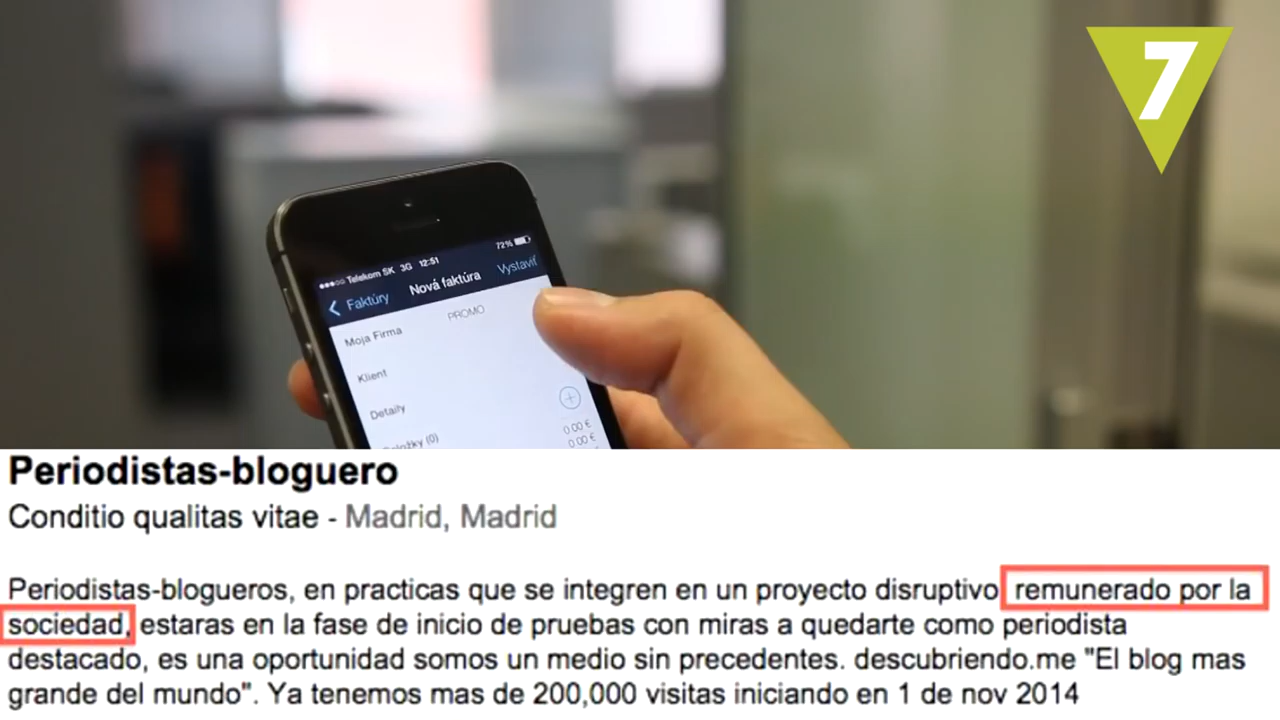 7
Telekom SK 3G 12:51 72%
Faktúry Nová faktúra Vystaviť
PROMO
Moja Firma
Klient
Detaily
(0) 0.00 €
0.00 €
Periodistas-bloguero
Conditio qualitas vitae - Madrid, Madrid
Periodistas-blogueros, en practicas que se integren en un proyecto disruptivo remunerado por la
sociedad, estaras en la fase de inicio de pruebas con miras a quedarte como periodista
destacado, es una oportunidad somos un medio sin precedentes. descubriendo.me "El blog mas
grande del mundo". Ya tenemos mas de 200,000 visitas iniciando en 1 de nov 2014